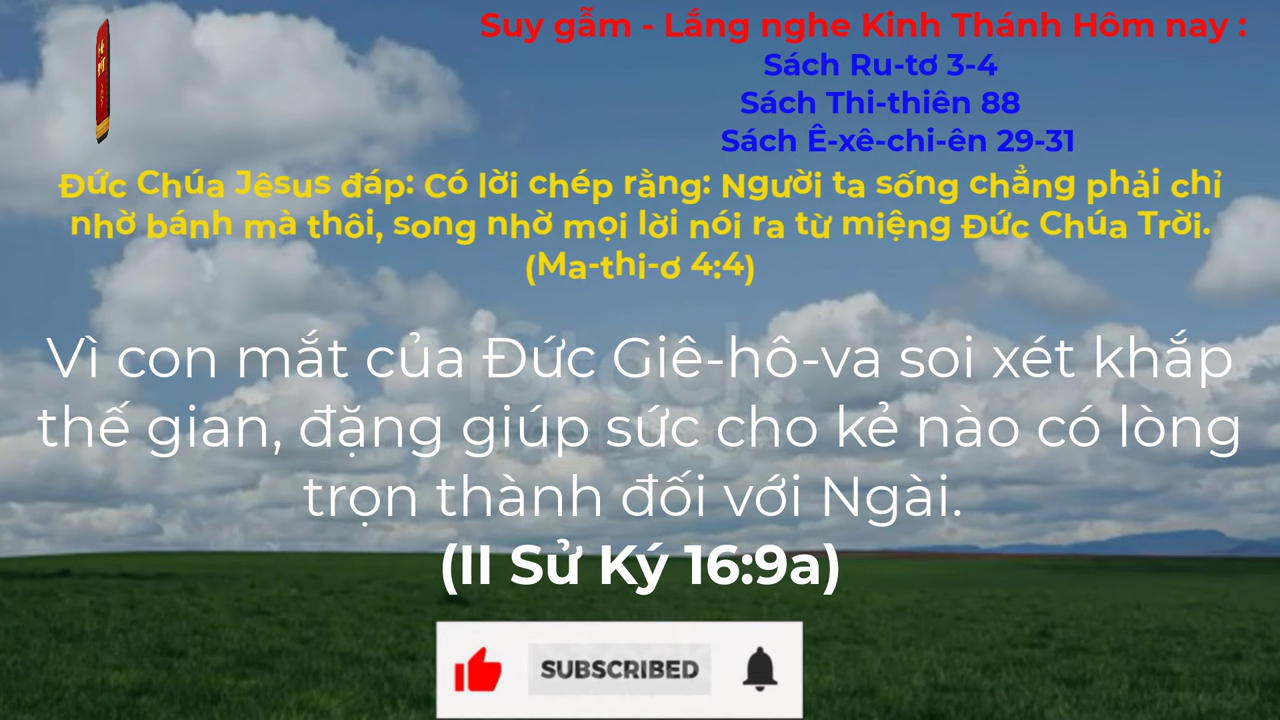 Suy gẫm - Lắng nghe Kinh Thánh Hôm nay :
Sách Ru-tơ 3-4
Sách Thi-thiên 88
Sách Ê-xê-chi-ên 29-31
Đức Chúa Jêsus đáp: Có lời chép rằng: Người ta sống chẳng phải chỉ
nhờ bánh mà thôi, song nhờ mọi lời nói ra từ miệng Đức Chúa Trời.
(Ma-thi-ơ 4:4)
Vì con mắt của Đức Giê-hô-va soi xét khắp
thế gian, đặng giúp sức cho kẻ nào có lòng
trọn thành đối với Ngài.
(II Sử Ký 16:9a)
SUBSCRIBED